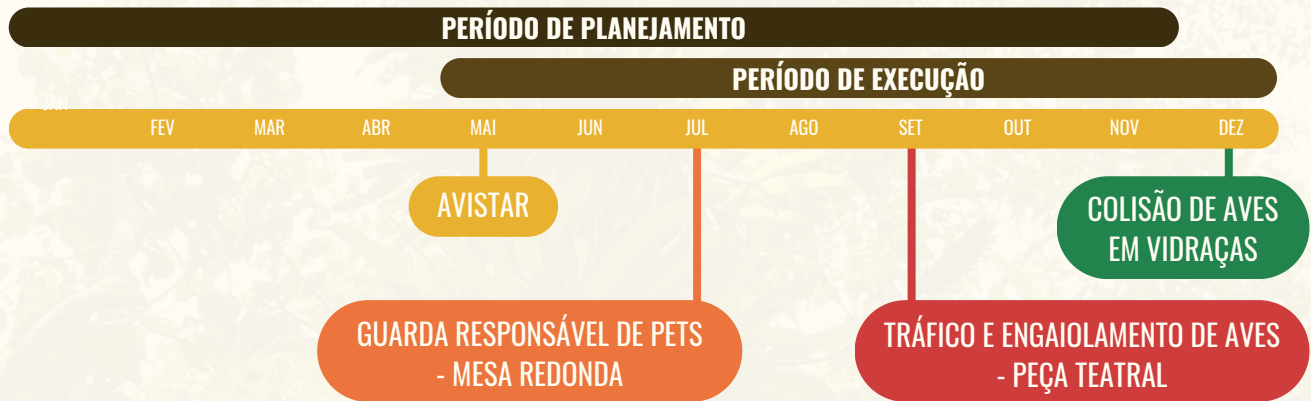 PERÍODO DE PLANEJAMENTO
PERÍODO DE EXECUÇÃO
JAN
FEV MAR ABR MAI JUN JUL AGO SET OUT NOV DEZ
AVISTAR
COLISÃO DE AVES
EM VIDRAÇAS
GUARDA RESPONSÁVEL DE PETS
- MESA REDONDA
TRÁFICO E ENGAIOLAMENTO DE AVES
- PEÇA TEATRAL